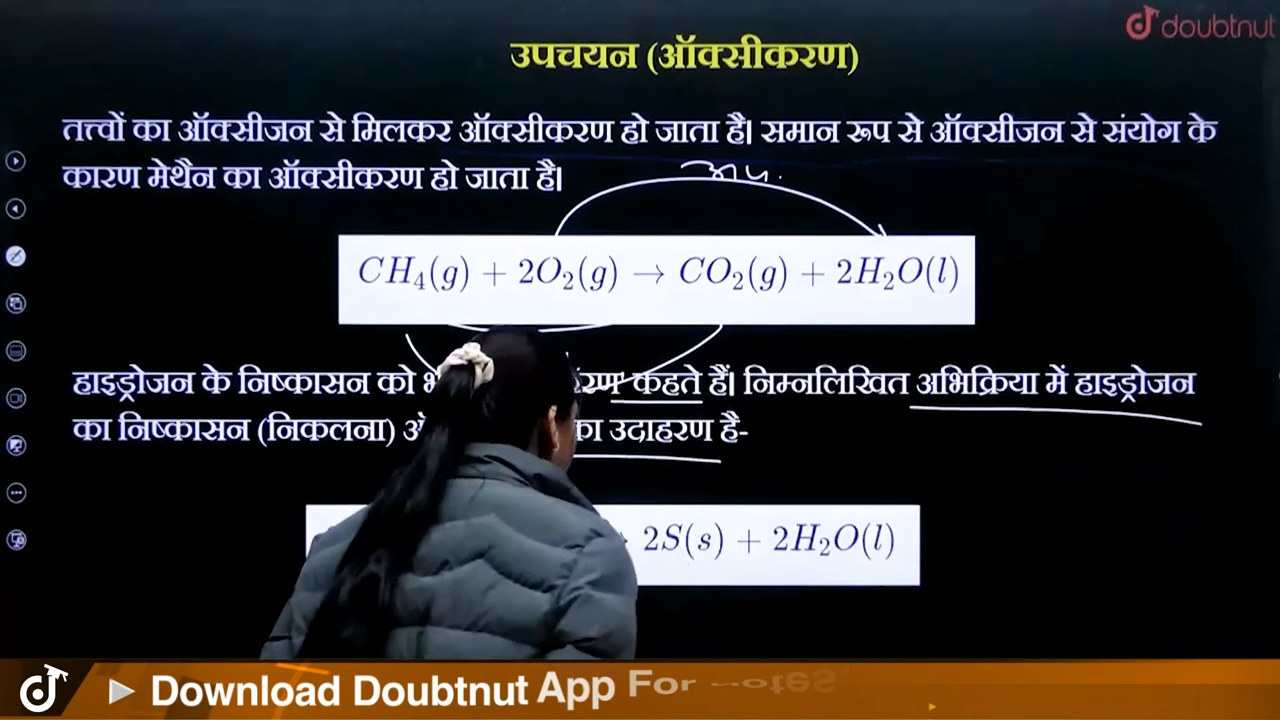 doubtnut
उपचयन (ऑक्सीकरण)
तत्त्वों का ऑक्सीजन से मिलकर ऑक्सीकरण हो जाता है। समान रूप से ऑक्सीजन से संयोग के
कारण मेथैन का ऑक्सीकरण हो जाता है।
अप.
CH₄(g) + 2O₂(g) → CO₂(g) + 2H₂O(l)
हाइड्रोजन के निष्कासन को कहते हैं। निम्नलिखित अभिक्रिया में हाइड्रोजन
का निष्कासन (निकलना) का उदाहरण है-
2S(s) + 2H₂O(l)
Download Doubtnut App For notes